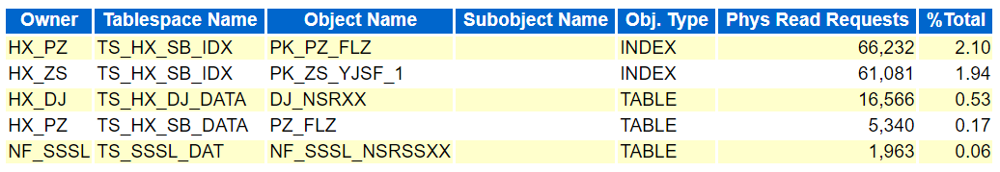 Owner Tablespace Name Object Name Subobject Name Obj. Type Phys Read Requests %Total
HX_PZ TS_HX_SB_IDX PK_PZ_FLZ INDEX 66,232 2.10
HX_ZS TS_HX_SB_IDX PK_ZS_YJSF_1 INDEX 61,081 1.94
HX_DJ TS_HX_DJ_DATA DJ_NSRXX TABLE 16,566 0.53
HX_PZ TS_HX_SB_DATA PZ_FLZ TABLE 5,340 0.17
NF_SSSL TS_SSSL_DAT NF_SSSL_NSRSSXX TABLE 1,963 0.06